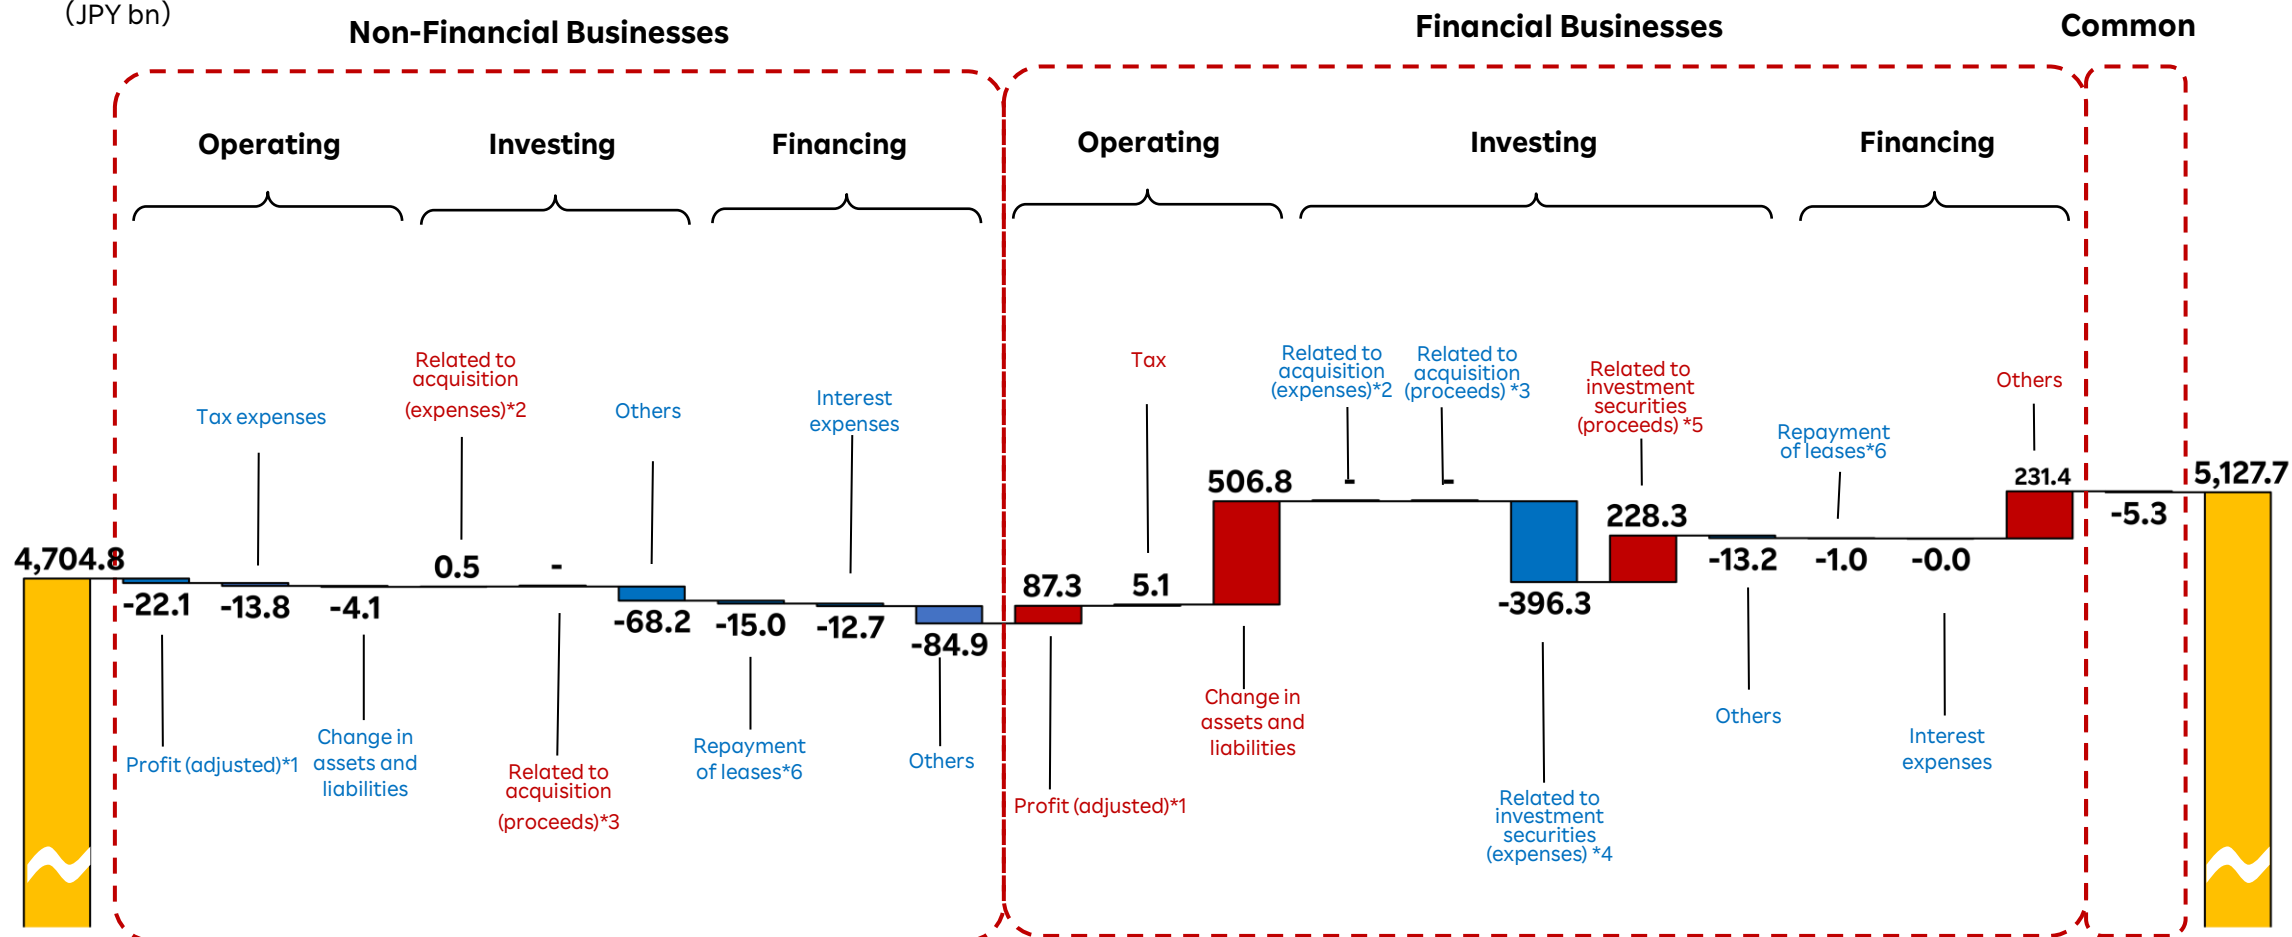 (JPY bn)
Non-Financial Businesses
Financial Businesses
Common
Operating
Investing
Financing
Operating
Investing
Financing
4,704.8
-22.1
Profit (adjusted)*1
Tax expenses
-13.8
-4.1
Change in
assets and
liabilities
Related to
acquisition
(expenses)*2
0.5
-
Related to
acquisition
(proceeds)*3
Others
-68.2
-15.0
Repayment
of leases*6
Interest
expenses
-12.7
-84.9
Others
87.3
Profit (adjusted)*1
Tax
5.1
506.8
Change in
assets and
liabilities
Related to
acquisition
(expenses)*2
-
Related to
acquisition
(proceeds) *3
-
-396.3
Related to
investment
securities
(expenses) *4
Related to
investment
securities
(proceeds) *5
228.3
-13.2
Others
Repayment
of leases*6
-1.0
-0.0
Interest
expenses
Others
231.4
-5.3
5,127.7